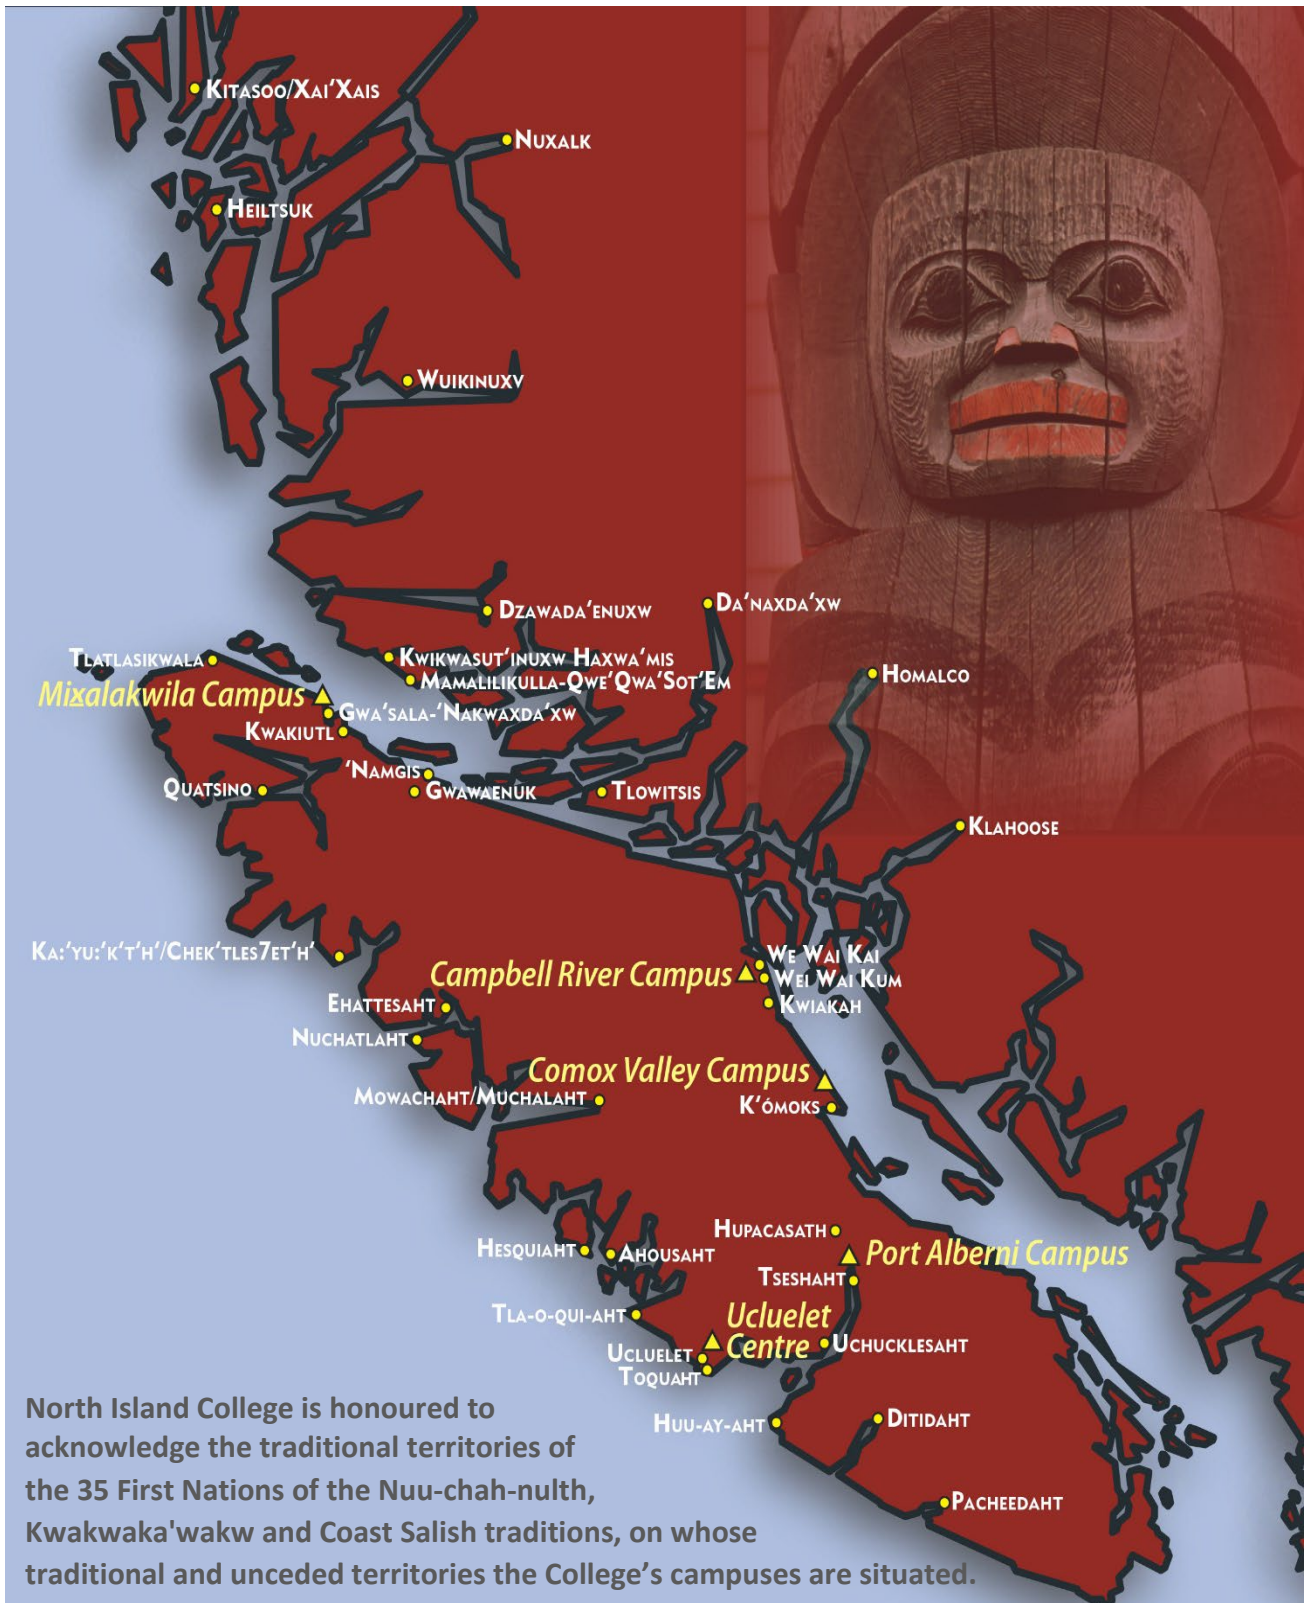 KITASOO/XAI'XAIS
NUXALK
HEILTSUK
WUIKINUXV
DZAWADA'ENUXW
DA'NAXDA'XW
TLATLASIKWALA
KWIKWASUT'INUXW HAXWA'MIS
MAMALILIKULLA-QWE'QWA'SOT'EM
HOMALCO
Mix̱alakwila Campus
GWA'SALA-'NAKWAXDA'XW
KWAKIUTL
'NAMGIS
QUATSINO
GWAWAENUK
TLOWITSIS
KLAHOOSE
KA:'YU:'K'T'H'/CHEK'TLES7ET'H'
WE WAI KAI
Campbell River Campus
WEI WAI KUM
KWIAKAH
EHATTESAHT
NUCHATLAHT
Comox Valley Campus
MOWACHAHT/MUCHALAHT
K'ÓMOKS
HUPACASATH
HESQUIAHT
AHOUSAHT
Port Alberni Campus
TSESHAHT
TLA-O-QUI-AHT
Ucluelet
Centre
UCHUCKLESAHT
UCLUELET
TOQUAHT
HUU-AY-AHT
DITIDAHT
PACHEEDAHT
North Island College is honoured to
acknowledge the traditional territories of
the 35 First Nations of the Nuu-chah-nulth,
Kwakwaka'wakw and Coast Salish traditions, on whose
traditional and unceded territories the College’s campuses are situated.